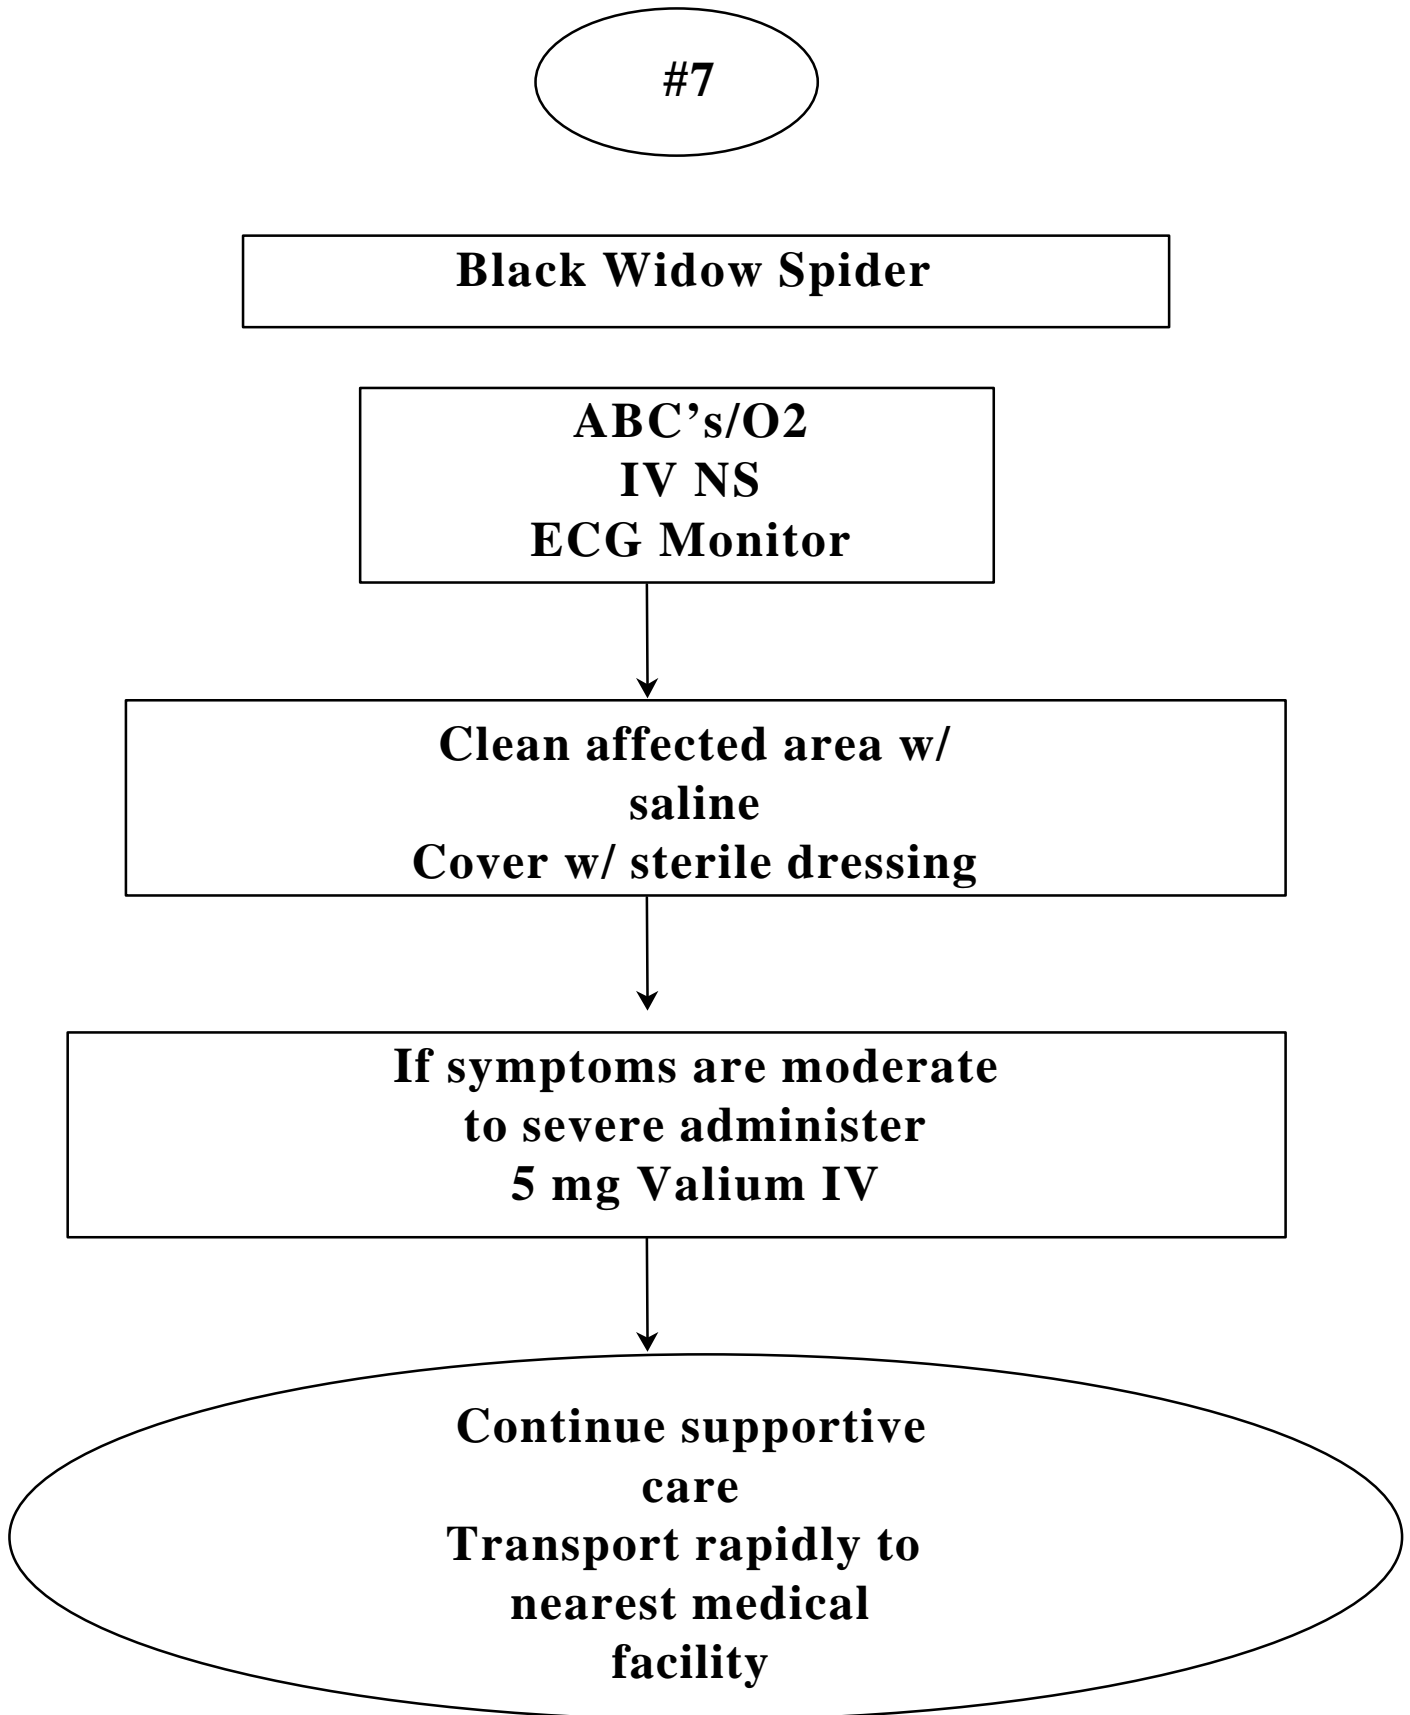 #7
Black Widow Spider
ABC’s/O2
IV NS
ECG Monitor
Clean affected area w/
saline
Cover w/ sterile dressing
If symptoms are moderate
to severe administer
5 mg Valium IV
Continue supportive
care
Transport rapidly to
nearest medical
facility